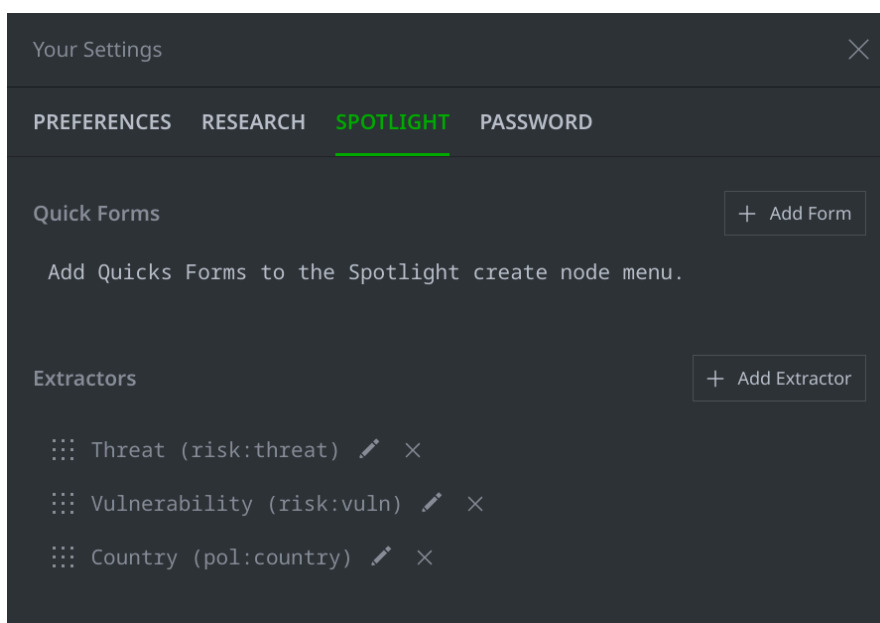 Your Settings
PREFERENCES RESEARCH SPOTLIGHT PASSWORD
Quick Forms
+ Add Form
Add Quicks Forms to the Spotlight create node menu.
Extractors
+ Add Extractor
Threat (risk:threat)
Vulnerability (risk:vuln)
Country (pol:country)